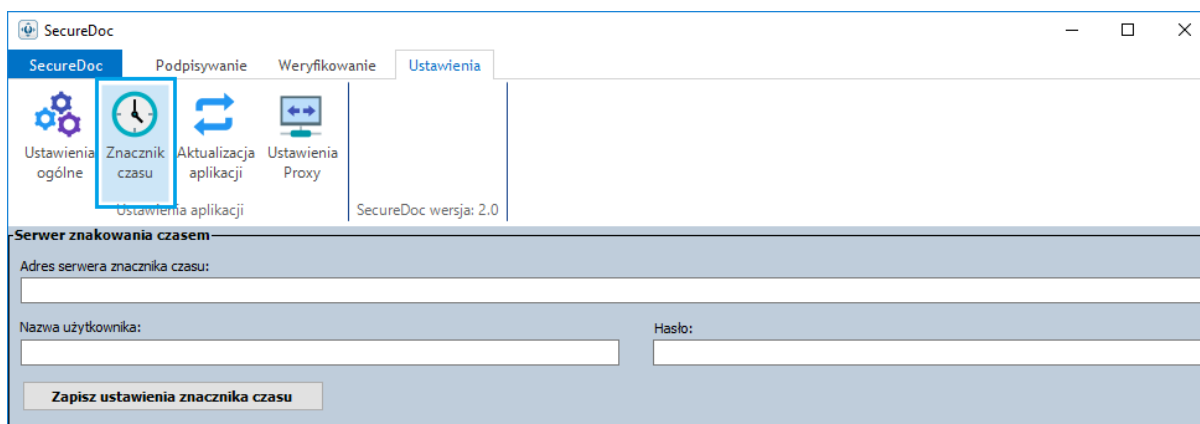 SecureDoc
SecureDoc Podpisywanie Weryfikowanie Ustawienia
Ustawienia ogólne
Znacznik czasu
Aktualizacja aplikacji
Ustawienia Proxy
Ustawienia aplikacji
SecureDoc wersja: 2.0
Serwer znakowania czasem
Adres serwera znacznika czasu:
Nazwa użytkownika:
Hasło:
Zapisz ustawienia znacznika czasu